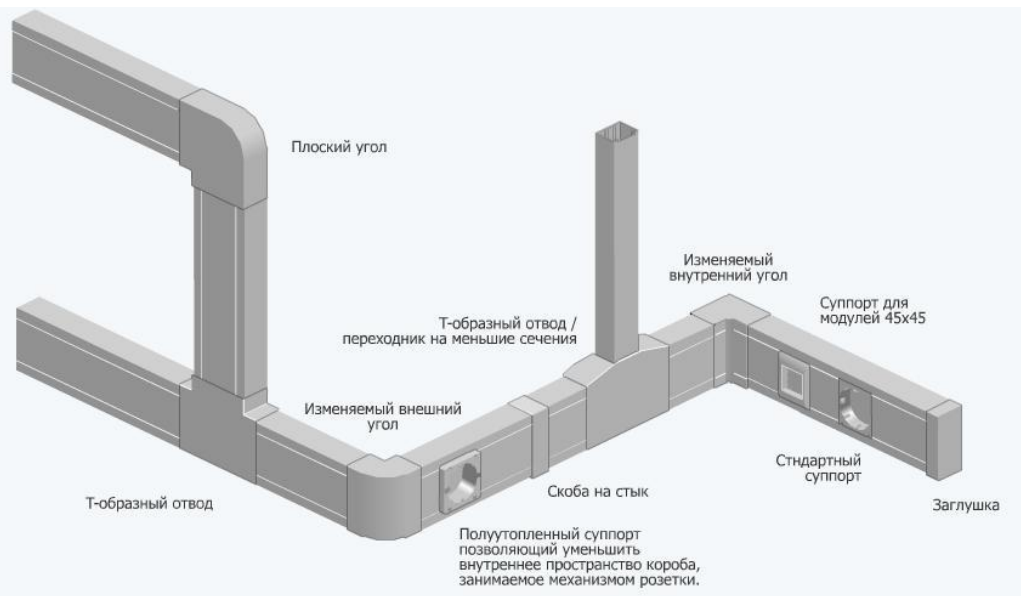 Плоский угол
Изменяемый
внутренний угол
Суппорт для
модулей 45x45
Т-образный отвод /
переходник на меньшие сечения
Изменяемый внешний
угол
Стндартный
суппорт
Скоба на стык
Т-образный отвод
Заглушка
Полуутопленный суппорт
позволяющий уменьшить
внутреннее пространство короба,
занимаемое механизмом розетки.